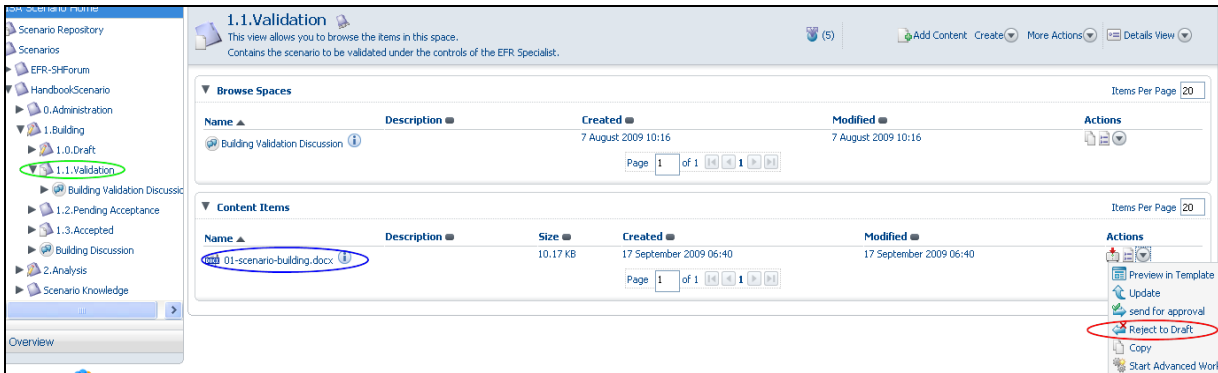 ISA Scenario Home
Scenario Repository
Scenarios
EFR-SHForum
HandbookScenario
0.Administration
1.Building
1.0.Draft
1.1.Validation
Building Validation Discussio
1.2.Pending Acceptance
1.3.Accepted
Building Discussion
2.Analysis
Scenario Knowledge
Overview
1.1.Validation
This view allows you to browse the items in this space.
Contains the scenario to be validated under the controls of the EFR Specialist.
(5)
Add Content Create More Actions Details View
Browse Spaces Items Per Page 20
Name Description Created Modified Actions
Building Validation Discussion 7 August 2009 10:16 7 August 2009 10:16
Page 1 of 1 1
Content Items Items Per Page 20
Name Description Size Created Modified Actions
01-scenario-building.docx 10.17 KB 17 September 2009 06:40 17 September 2009 06:40
Page 1 of 1 1
Preview in Template
Update
send for approval
Reject to Draft
Copy
Start Advanced Worl